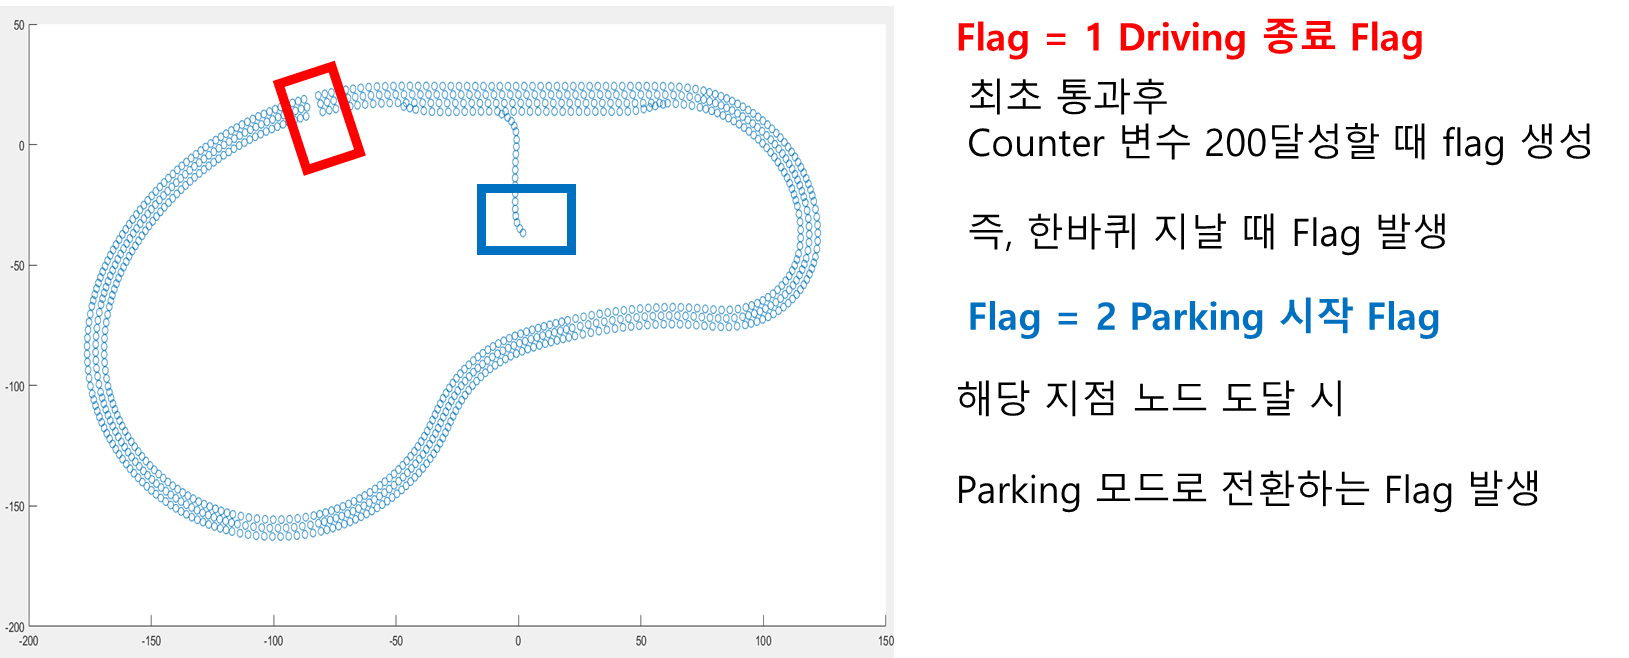 50
0
-50
-100
-150
-200
-200 -150 -100 -50 0 50 100 150
Flag = 1 Driving 종료 Flag
최초 통과후
Counter 변수 200달성할 때 flag 생성
즉, 한바퀴 지날 때 Flag 발생
Flag = 2 Parking 시작 Flag
해당 지점 노드 도달 시
Parking 모드로 전환하는 Flag 발생